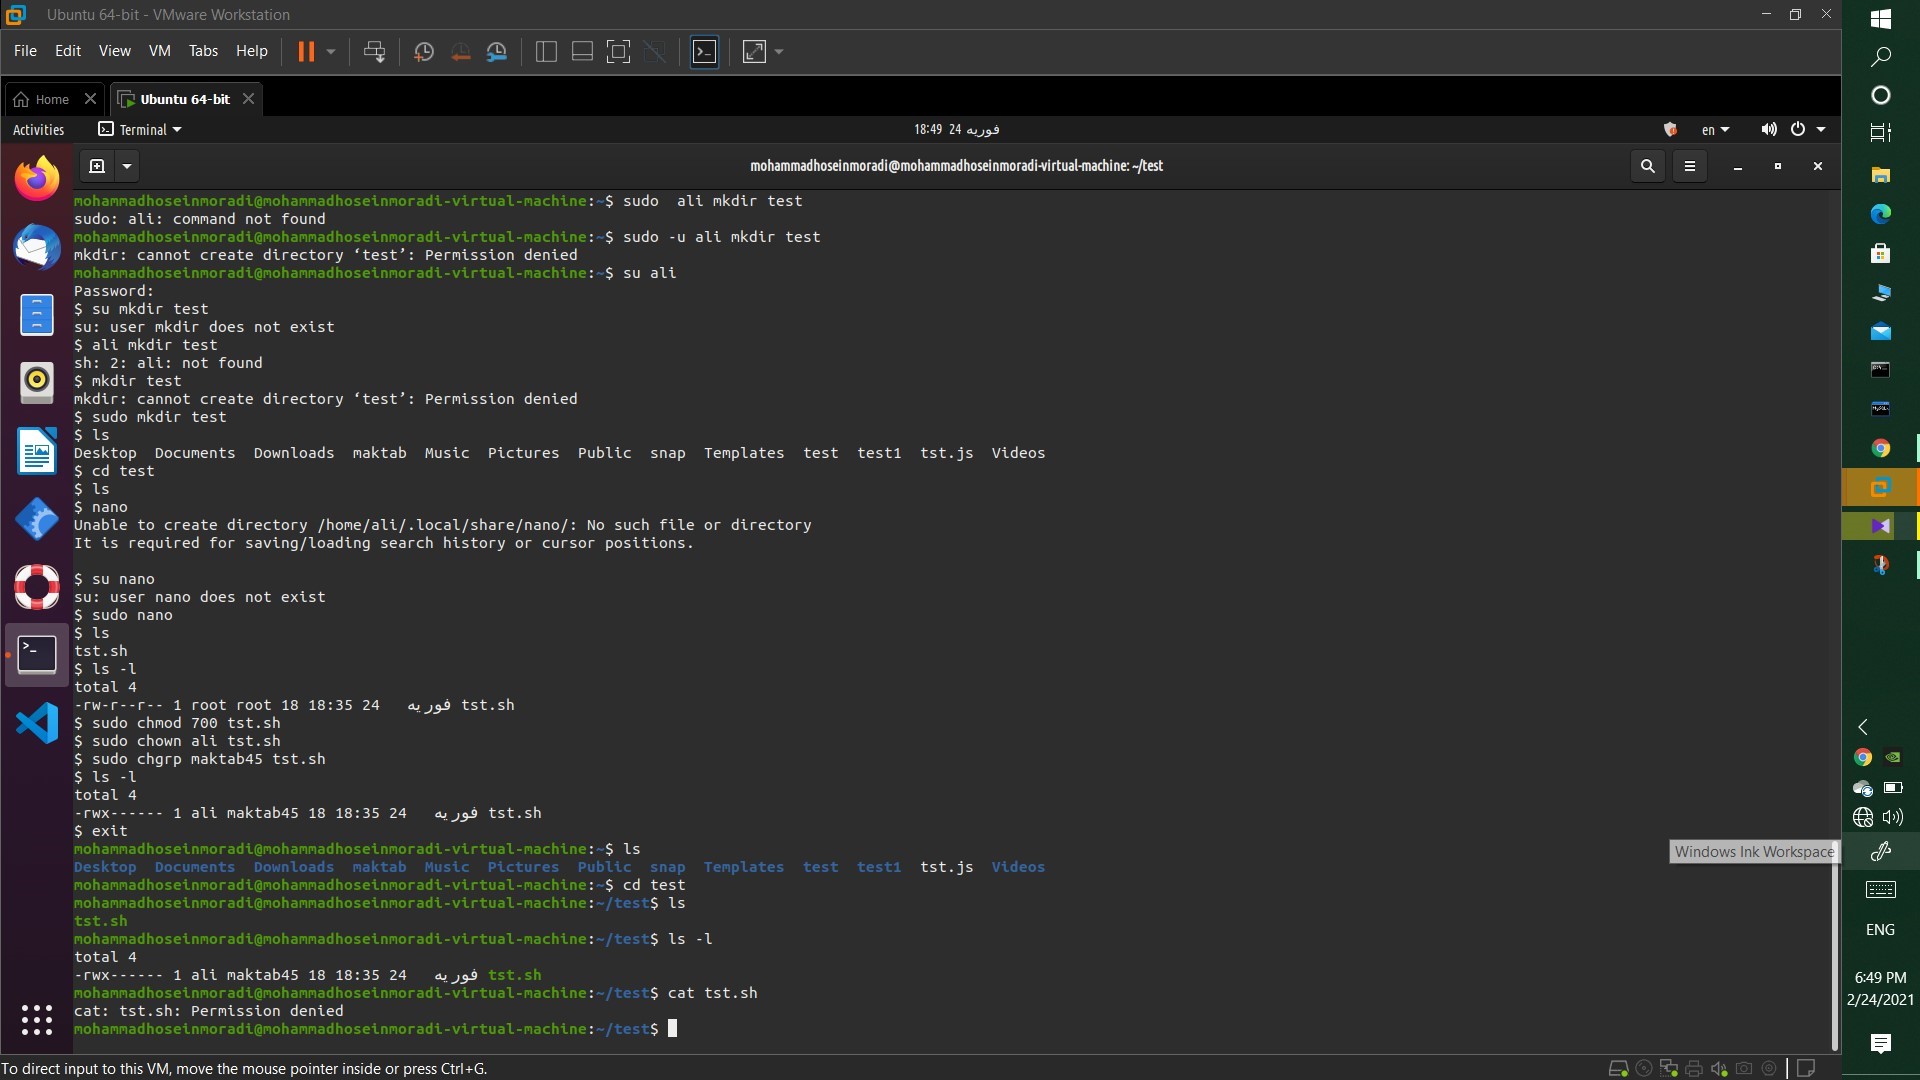 Ubuntu 64-bit - VMware Workstation
File Edit View VM Tabs Help
Home
Ubuntu 64-bit
Activities
Terminal
18:49 24 فوریه
en
mohammadhoseinmoradi@mohammadhoseinmoradi-virtual-machine: ~/test
mohammadhoseinmoradi@mohammadhoseinmoradi-virtual-machine:~$ sudo  ali mkdir test
sudo: ali: command not found
mohammadhoseinmoradi@mohammadhoseinmoradi-virtual-machine:~$ sudo -u ali mkdir test
mkdir: cannot create directory ‘test’: Permission denied
mohammadhoseinmoradi@mohammadhoseinmoradi-virtual-machine:~$ su ali
Password:
$ su mkdir test
su: user mkdir does not exist
$ ali mkdir test
sh: 2: ali: not found
$ mkdir test
mkdir: cannot create directory ‘test’: Permission denied
$ sudo mkdir test
$ ls
Desktop  Documents  Downloads  maktab  Music  Pictures  Public  snap  Templates  test  test1  tst.js  Videos
$ cd test
$ ls
$ nano
Unable to create directory /home/ali/.local/share/nano/: No such file or directory
It is required for saving/loading search history or cursor positions.
$ su nano
su: user nano does not exist
$ sudo nano
$ ls
tst.sh
$ ls -l
total 4
-rw-r--r-- 1 root root 18 18:35 24 فوریه tst.sh
$ sudo chmod 700 tst.sh
$ sudo chown ali tst.sh
$ sudo chgrp maktab45 tst.sh
$ ls -l
total 4
-rwx------ 1 ali maktab45 18 18:35 24 فوریه tst.sh
$ exit
mohammadhoseinmoradi@mohammadhoseinmoradi-virtual-machine:~$ ls
Desktop  Documents  Downloads  maktab  Music  Pictures  Public  snap  Templates  test  test1  tst.js  Videos
mohammadhoseinmoradi@mohammadhoseinmoradi-virtual-machine:~$ cd test
mohammadhoseinmoradi@mohammadhoseinmoradi-virtual-machine:~/test$ ls
tst.sh
mohammadhoseinmoradi@mohammadhoseinmoradi-virtual-machine:~/test$ ls -l
total 4
-rwx------ 1 ali maktab45 18 18:35 24 فوریه tst.sh
mohammadhoseinmoradi@mohammadhoseinmoradi-virtual-machine:~/test$ cat tst.sh
cat: tst.sh: Permission denied
mohammadhoseinmoradi@mohammadhoseinmoradi-virtual-machine:~/test$
Windows Ink Workspace
ENG
6:49 PM
2/24/2021
To direct input to this VM, move the mouse pointer inside or press Ctrl+G.